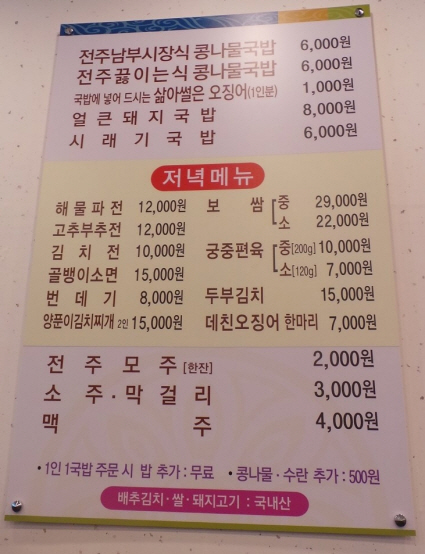 전주남부시장식 콩나물국밥 6,000원
전주끓이는식 콩나물국밥 6,000원
국밥에 넣어 드시는 삶아썰은 오징어(1인분) 1,000원
얼큰돼지국밥 8,000원
시래기국밥 6,000원
저녁메뉴
해물파전 12,000원
고추부추전 12,000원
김치전 10,000원
골뱅이소면 15,000원
번데기 8,000원
양푼이김치찌개 2인 15,000원
보쌈 중 29,000원
소 22,000원
궁중편육 중[200g] 10,000원
소[120g] 7,000원
두부김치 15,000원
데친오징어 한마리 7,000원
전주모주 [한잔] 2,000원
소주·막걸리 3,000원
맥주 4,000원
• 1인 1국밥 주문 시 밥 추가 : 무료 • 콩나물·수란 추가 : 500원
배추김치·쌀·돼지고기 : 국내산